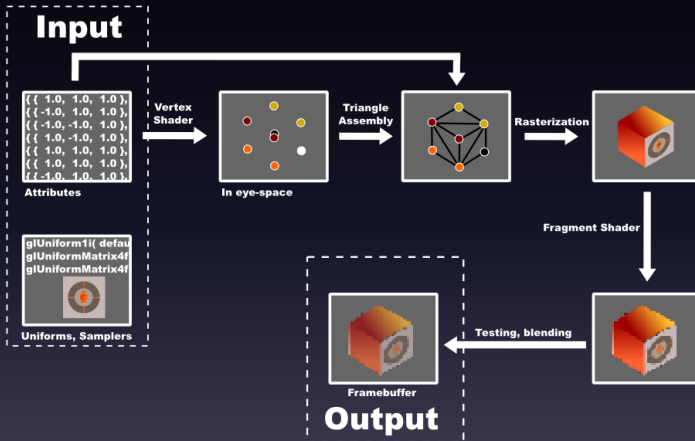 Input
{ { 1.0, 1.0, 1.0 },
{ { -1.0, 1.0, 1.0 },
{ { -1.0, -1.0, 1.0 },
{ { 1.0, -1.0, 1.0 },
{ { 1.0, 1.0, 1.0 },
{ { 1.0, 1.0, 1.0 },
{ { -1.0, 1.0, 1.0 },
Attributes
Vertex
Shader
In eye-space
Triangle
Assembly
Rasterization
Fragment Shader
glUniform1i( defau
glUniformMatrix4f
glUniformMatrix4f
Uniforms, Samplers
Testing, blending
Framebuffer
Output